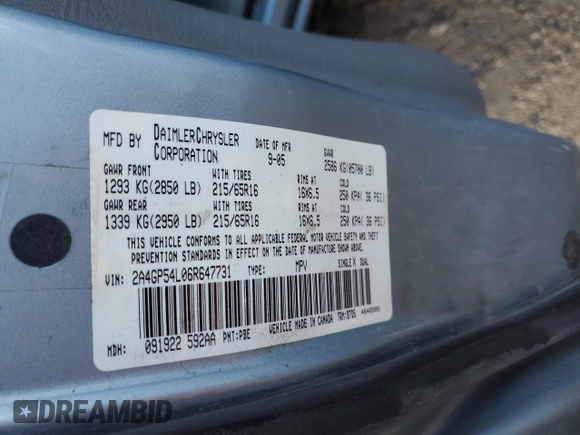 MFD BY DAIMLERCHRYSLER CORPORATION DATE OF MFR 9-05 GVWR 2586 KG(05700 LB)
GAWR FRONT WITH TIRES RIMS AT COLD
1293 KG(2850 LB) 215/65R16 16X6.5 250 KPA( 36 PSI)
GAWR REAR WITH TIRES RIMS AT COLD
1339 KG(2950 LB) 215/65R16 16X6.5 250 KPA( 36 PSI)
THIS VEHICLE CONFORMS TO ALL APPLICABLE FEDERAL MOTOR VEHICLE SAFETY AND THEFT
PREVENTION STANDARDS IN EFFECT ON THE DATE OF MANUFACTURE SHOWN ABOVE.
VIN: 2A4GP54L06R647731 TYPE: MPV SINGLE X DUAL
VEHICLE MADE IN CANADA TRM:S7DS 4648509
MDH: 091922 592AA PNT:PBE
DREAMBID